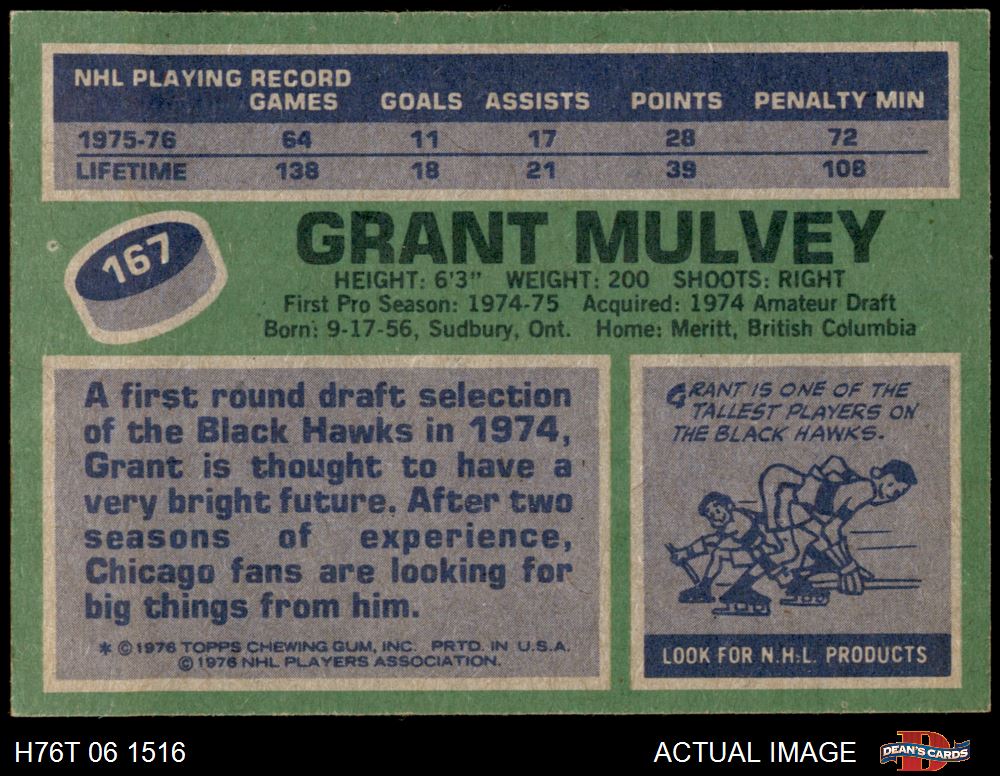 NHL PLAYING RECORD
GAMES GOALS ASSISTS POINTS PENALTY MIN
1975-76 64 11 17 28 72
LIFETIME 138 18 21 39 108
167
GRANT MULVEY
HEIGHT: 6'3" WEIGHT: 200 SHOOTS: RIGHT
First Pro Season: 1974-75 Acquired: 1974 Amateur Draft
Born: 9-17-56, Sudbury, Ont. Home: Meritt, British Columbia
A first round draft selection
of the Black Hawks in 1974,
Grant is thought to have a
very bright future. After two
seasons of experience,
Chicago fans are looking for
big things from him.
* © 1976 TOPPS CHEWING GUM, INC. PRTD. IN U.S.A.
© 1976 NHL PLAYERS ASSOCIATION.
GRANT IS ONE OF THE
TALLEST PLAYERS ON
THE BLACK HAWKS.
LOOK FOR N.H.L. PRODUCTS
H76T 06 1516
ACTUAL IMAGE
D
DEAN'S CARDS